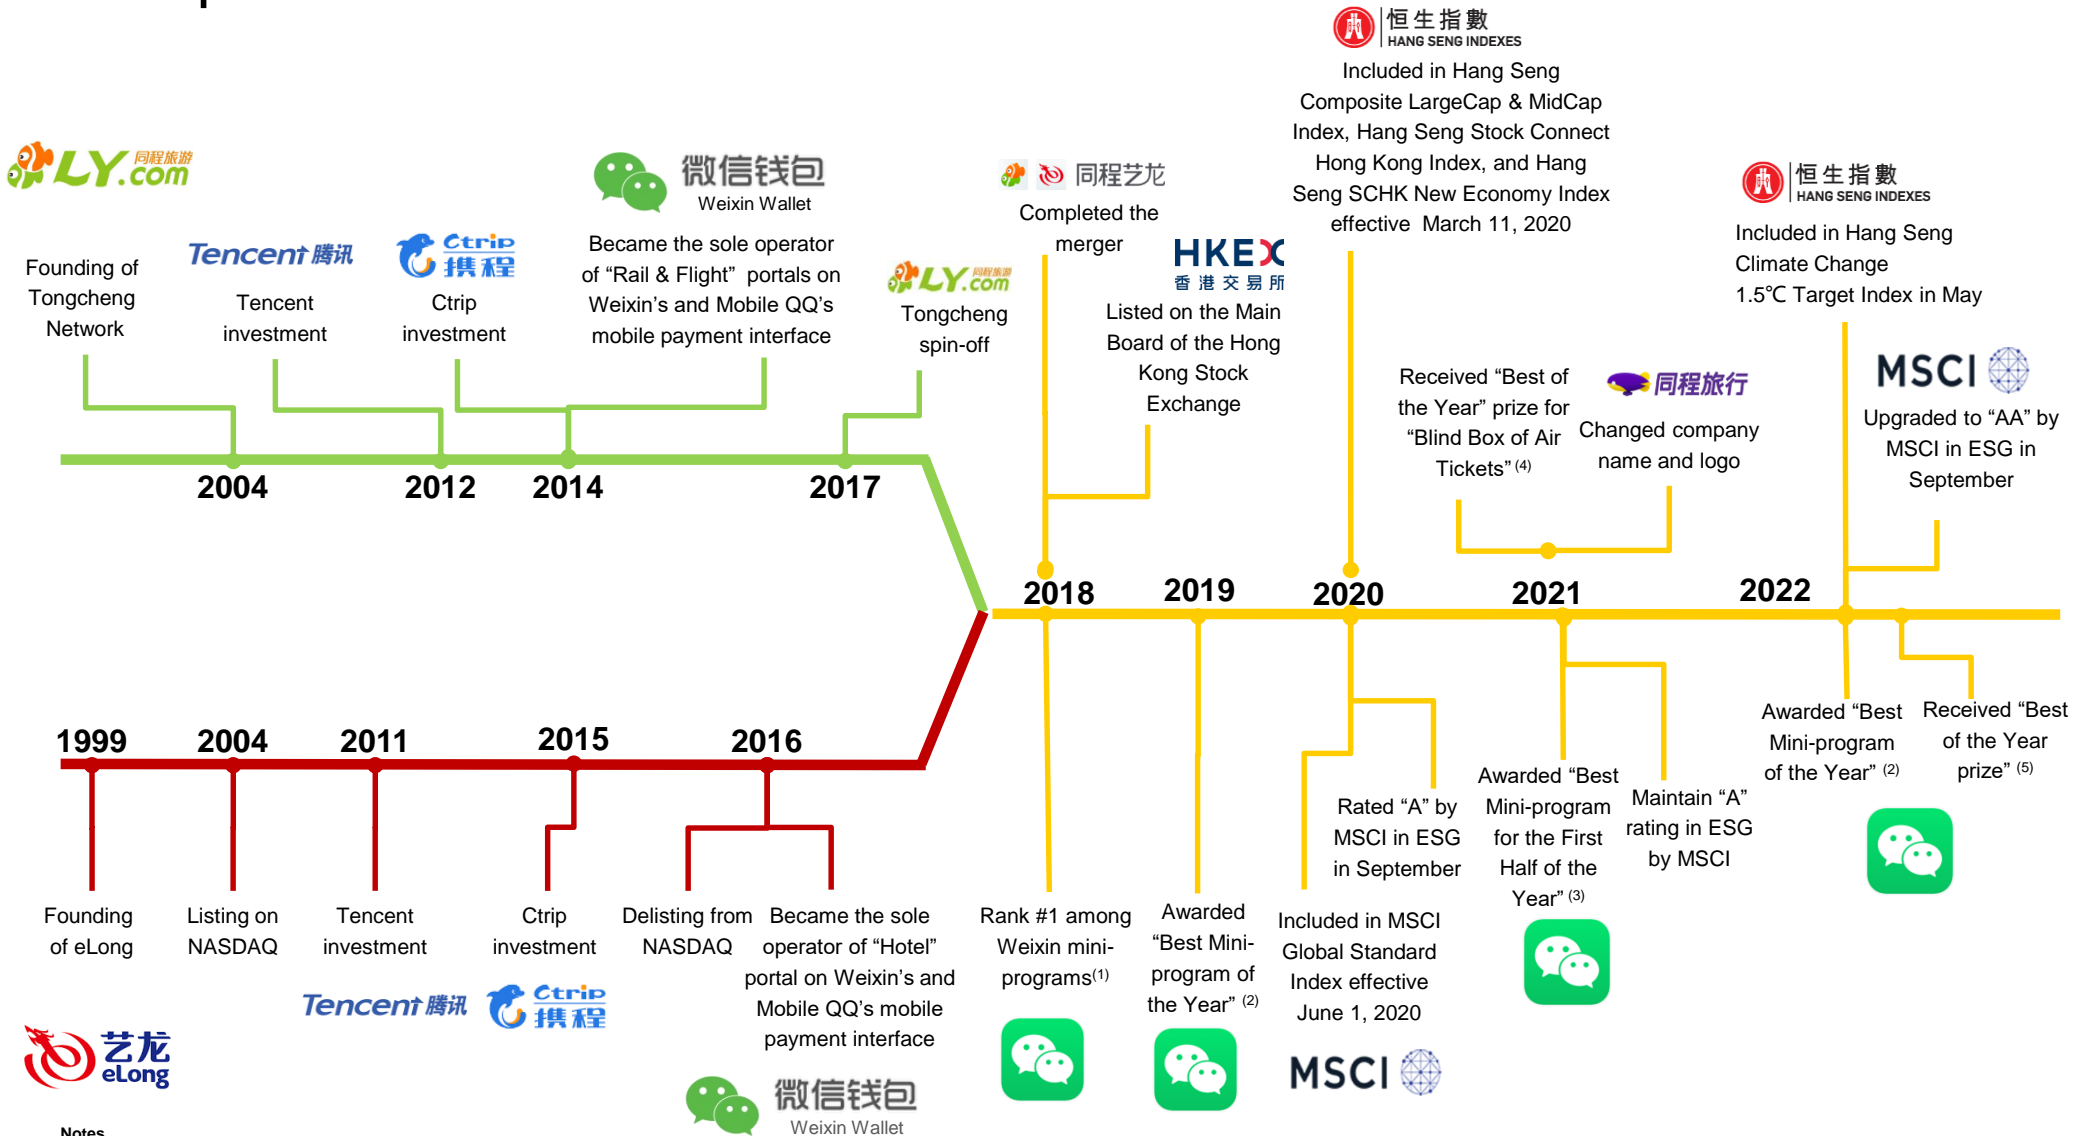 恒生指數
HANG SENG INDEXES
Included in Hang Seng
Composite LargeCap & MidCap
Index, Hang Seng Stock Connect
Hong Kong Index, and Hang
Seng SCHK New Economy Index
effective March 11, 2020
LY.com
同程旅游
Founding of
Tongcheng
Network
Tencent 腾讯
Tencent
investment
Ctrip
携程
Ctrip
investment
微信钱包
Weixin Wallet
Became the sole operator
of “Rail & Flight” portals on
Weixin’s and Mobile QQ’s
mobile payment interface
LY.com
同程旅游
Tongcheng
spin-off
同程艺龙
Completed the
merger
HKEX
香港交易所
Listed on the Main
Board of the Hong
Kong Stock
Exchange
Received “Best of
the Year” prize for
“Blind Box of Air
Tickets” (4)
同程旅行
Changed company
name and logo
恒生指數
HANG SENG INDEXES
Included in Hang Seng
Climate Change
1.5℃ Target Index in May
MSCI
Upgraded to “AA” by
MSCI in ESG in
September
2004
2012
2014
2017
2018
2019
2020
2021
2022
1999
2004
2011
2015
2016
Founding
of eLong
Listing on
NASDAQ
Tencent
investment
Tencent 腾讯
Ctrip
investment
Ctrip
携程
Delisting from
NASDAQ
Became the sole
operator of “Hotel”
portal on Weixin’s and
Mobile QQ’s mobile
payment interface
微信钱包
Weixin Wallet
艺龙
eLong
Rank #1 among
Weixin mini-
programs(1)
Awarded
“Best Mini-
program of
the Year” (2)
Included in MSCI
Global Standard
Index effective
June 1, 2020
MSCI
Rated “A” by
MSCI in ESG
in September
Awarded “Best
Mini-program
for the First
Half of the
Year” (3)
Maintain “A”
rating in ESG
by MSCI
Awarded “Best
Mini-program
of the Year” (2)
Received “Best
of the Year
prize” (5)
Notes